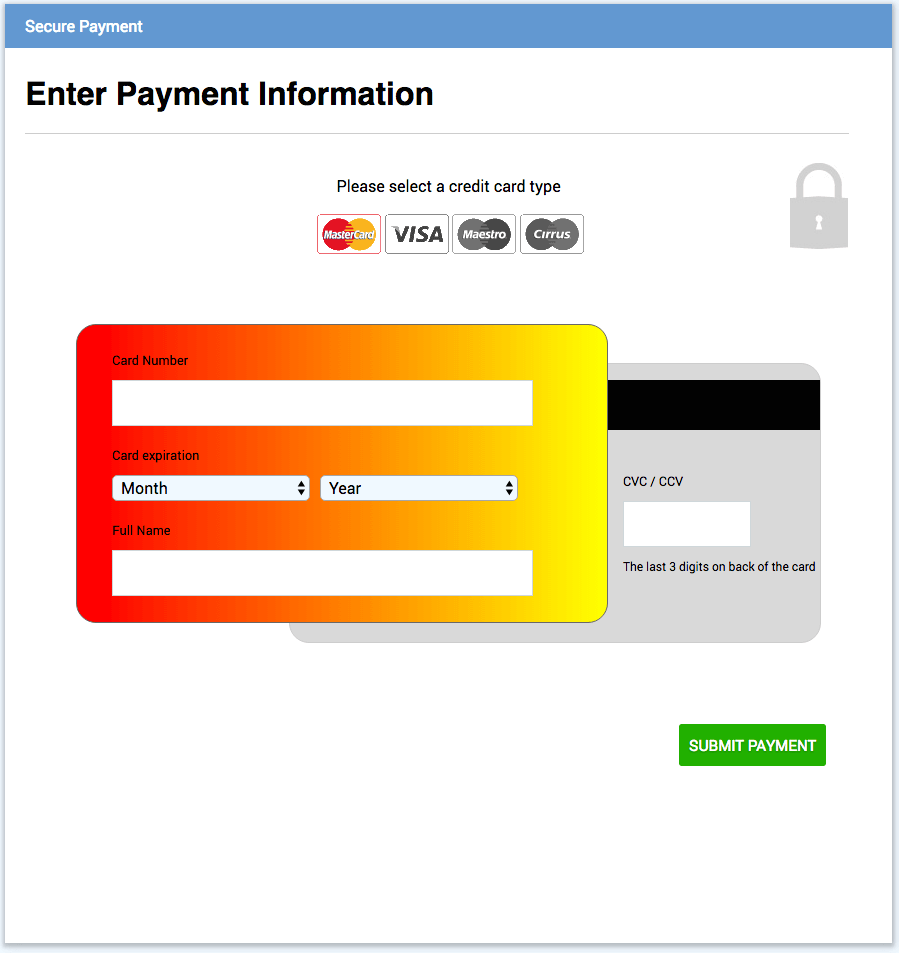 Secure Payment
Enter Payment Information
Please select a credit card type
MasterCard VISA Maestro Cirrus
Card Number
Card expiration
Month Year
CVC / CCV
Full Name
The last 3 digits on back of the card
SUBMIT PAYMENT